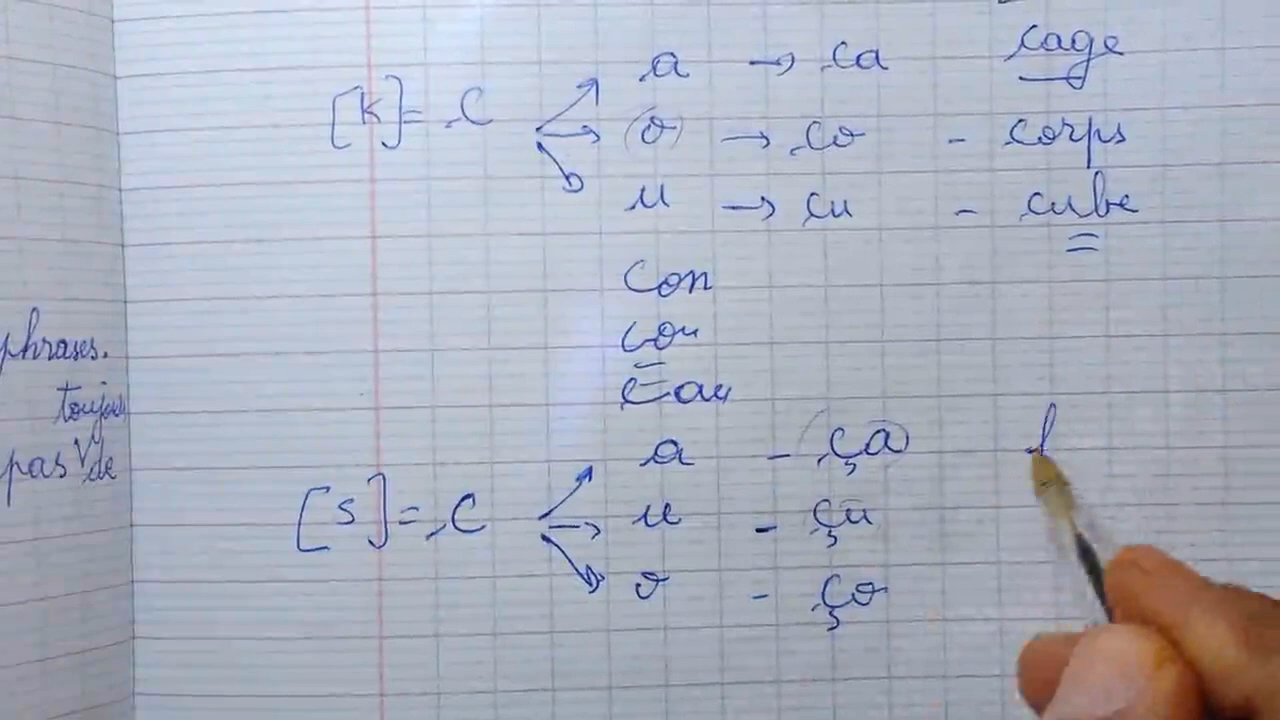 [K] = C
a → ca cage
(o) → co - corps
u → cu - cube
Con
Cou
Cau
phrases.
toujours
pas de
[s] = C
a - (ça)
u - çu
o - ço